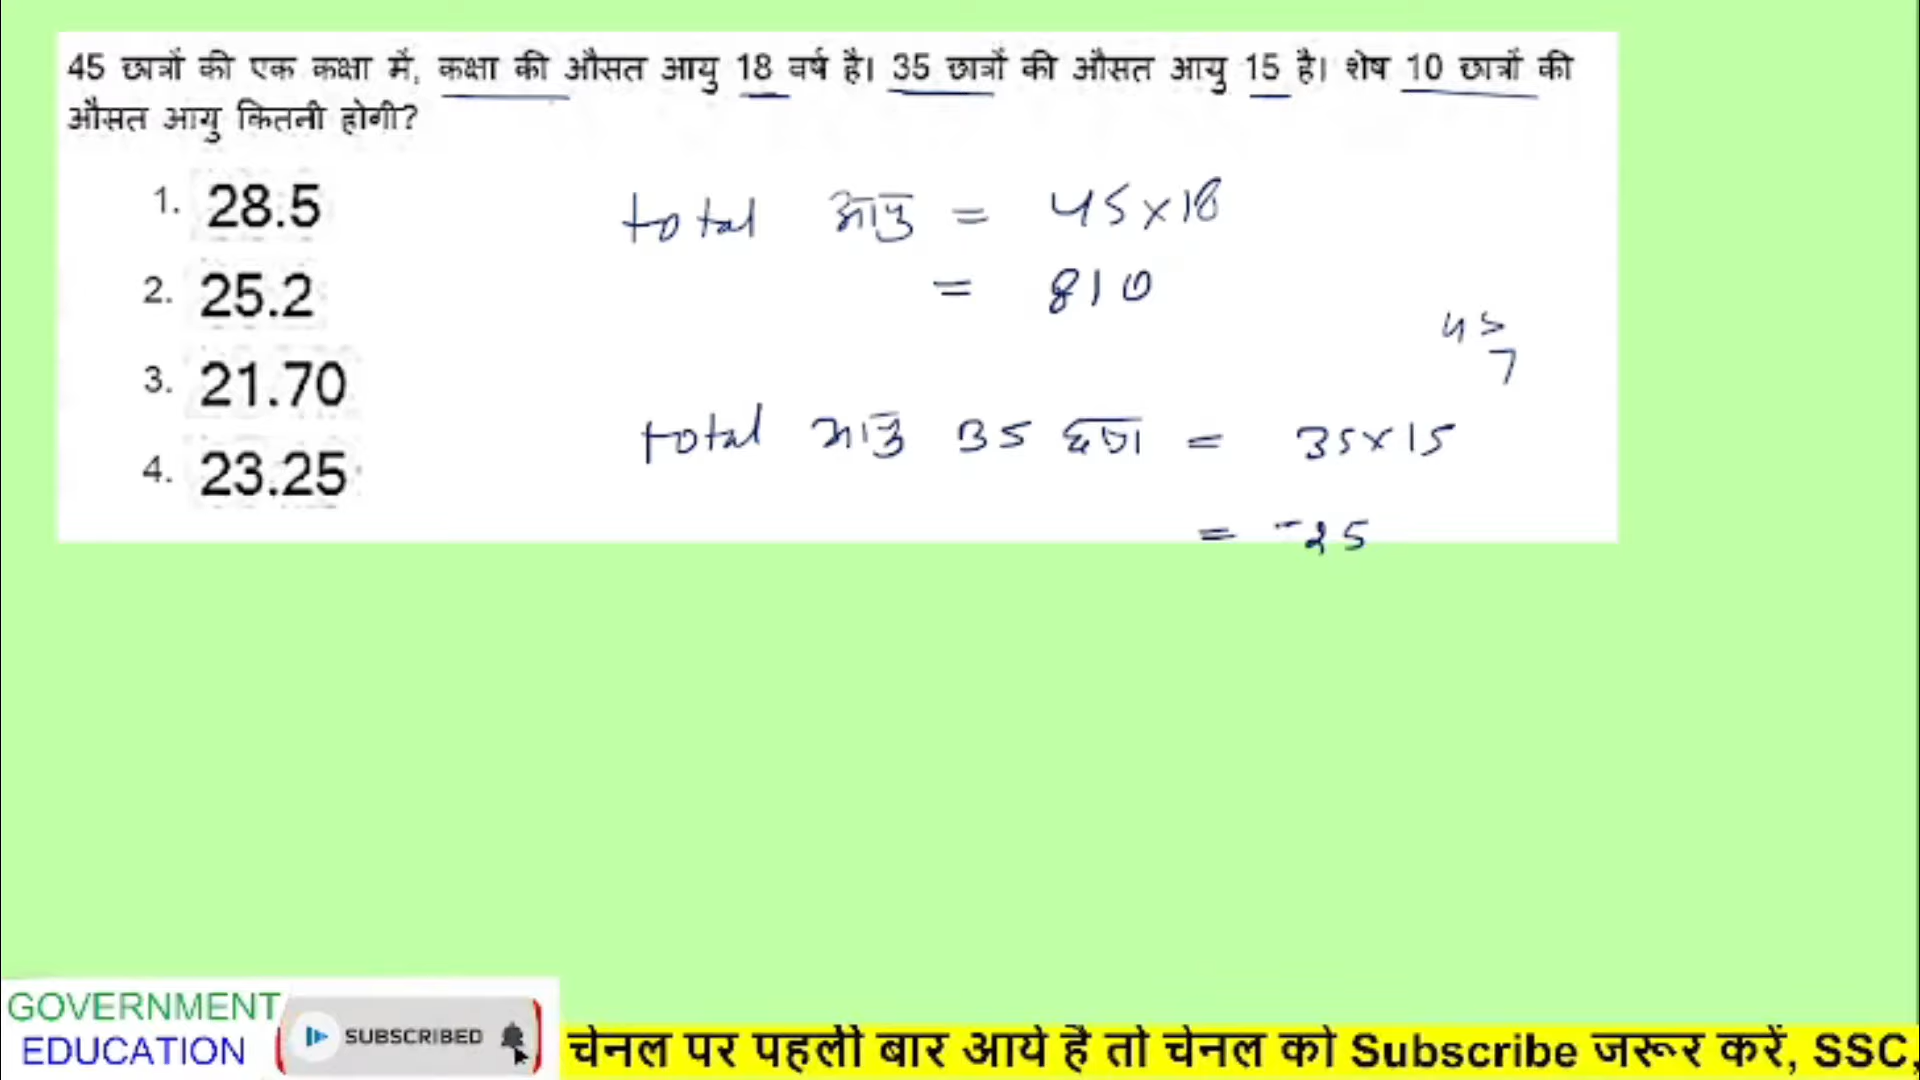 45 छात्रों की एक कक्षा में, कक्षा की औसत आयु 18 वर्ष है। 35 छात्रों की औसत आयु 15 है। शेष 10 छात्रों की
औसत आयु कितनी होगी?
1. 28.5
2. 25.2
3. 21.70
4. 23.25
total आयु = 45×18
= 810
45
7
total आयु 35 = 35×15
= 25
GOVERNMENT
EDUCATION
SUBSCRIBED
चेनल पर पहली बार आये है तो चेनल को Subscribe जरूर करें, SSC,